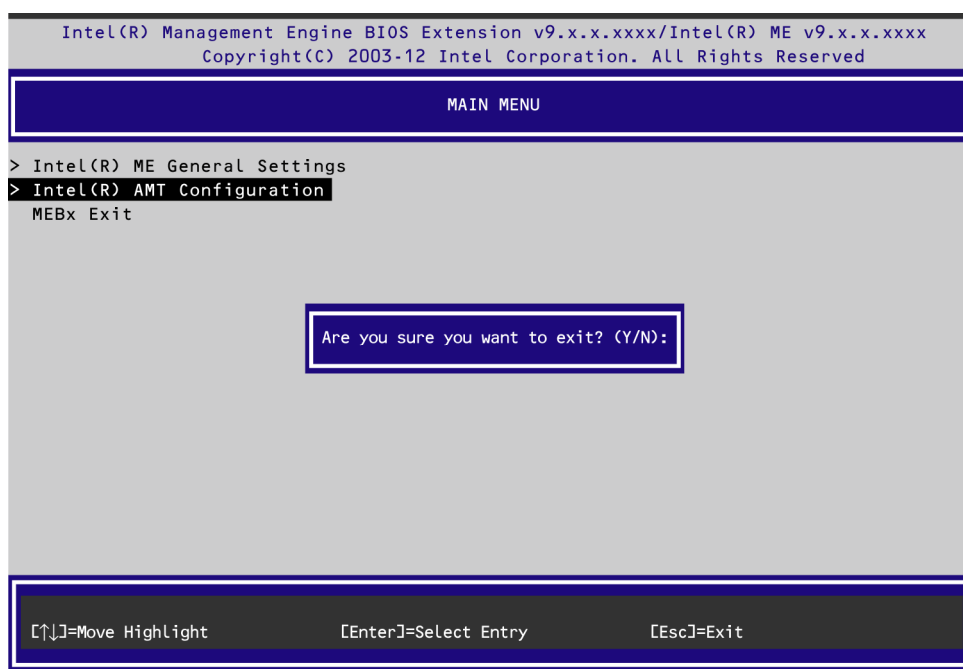 Intel(R) Management Engine BIOS Extension v9.x.x.xxxx/Intel(R) ME v9.x.x.xxxx
Copyright(C) 2003-12 Intel Corporation. All Rights Reserved
MAIN MENU
> Intel(R) ME General Settings
> Intel(R) AMT Configuration
MEBx Exit
Are you sure you want to exit? (Y/N):
[↑↓]=Move Highlight [Enter]=Select Entry [Esc]=Exit